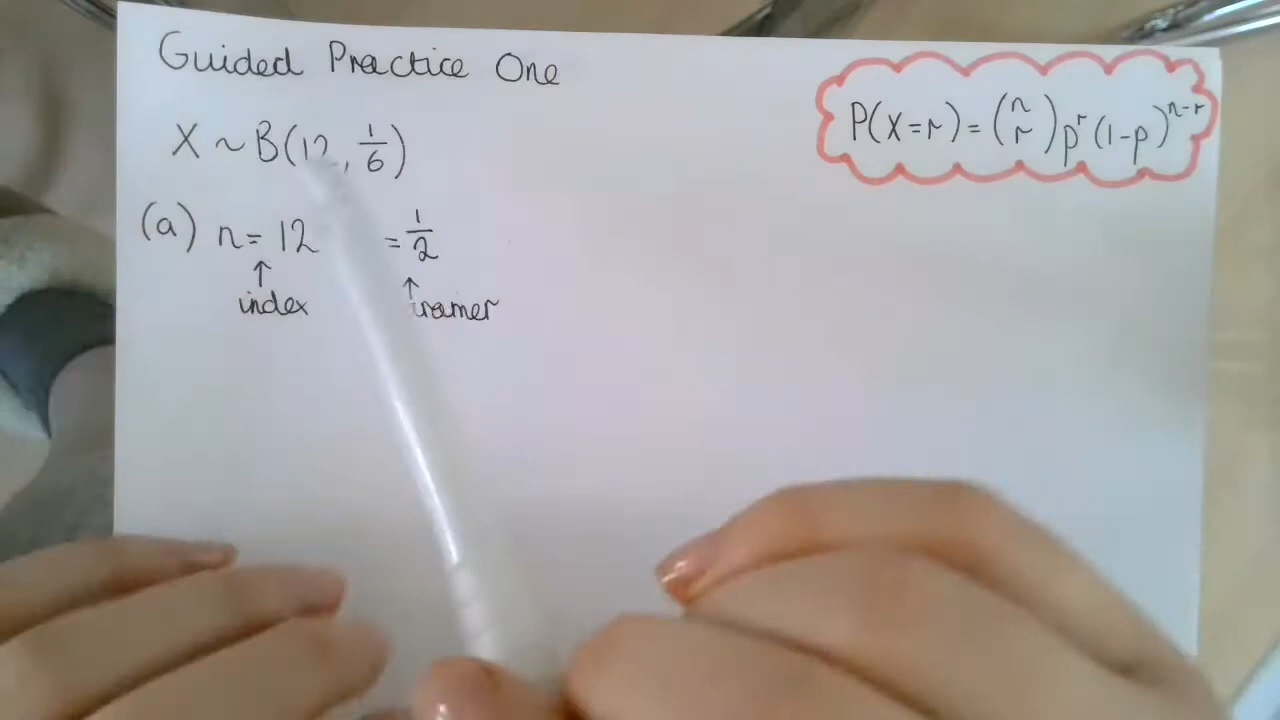 Guided Practice One
P(X=r) = (n r) p^r (1-p)^n-r
X ~ B(12, 1/6)
(a) n = 12 = 1/2
↑ ↑
index